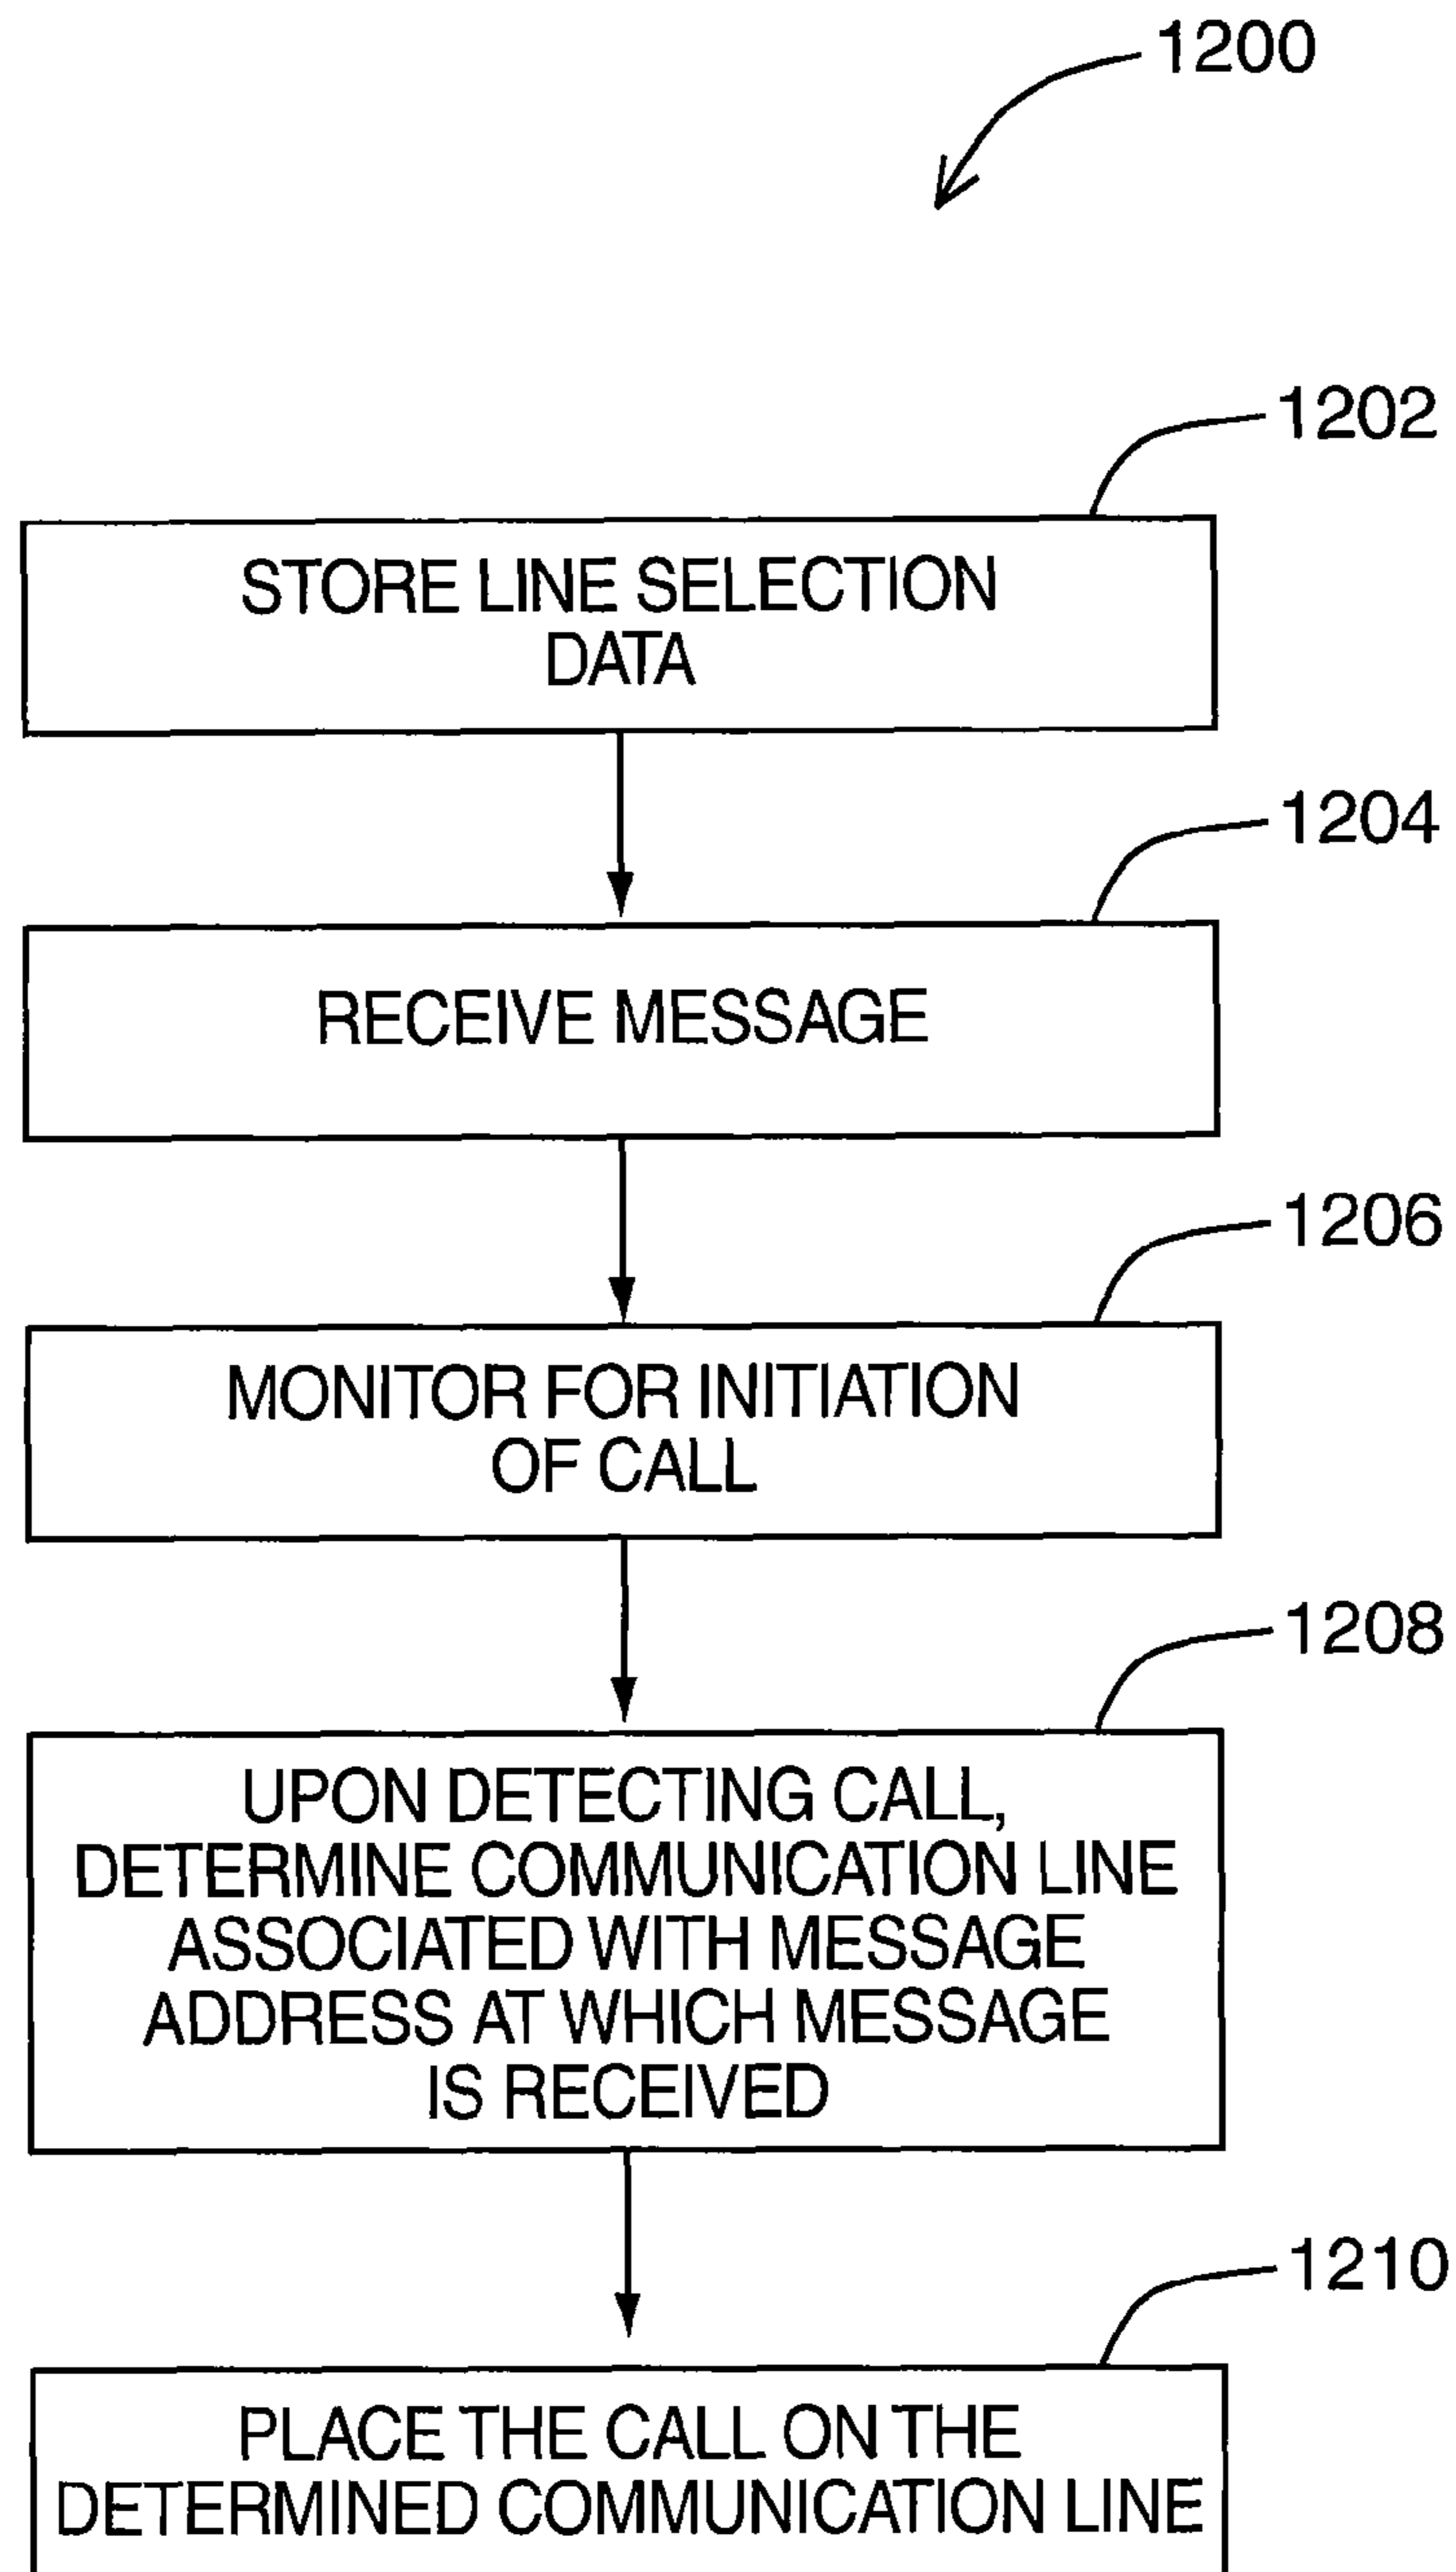 1200
1202
STORE LINE SELECTION
DATA
1204
RECEIVE MESSAGE
1206
MONITOR FOR INITIATION
OF CALL
1208
UPON DETECTING CALL,
DETERMINE COMMUNICATION LINE
ASSOCIATED WITH MESSAGE
ADDRESS AT WHICH MESSAGE
IS RECEIVED
1210
PLACE THE CALL ON THE
DETERMINED COMMUNICATION LINE